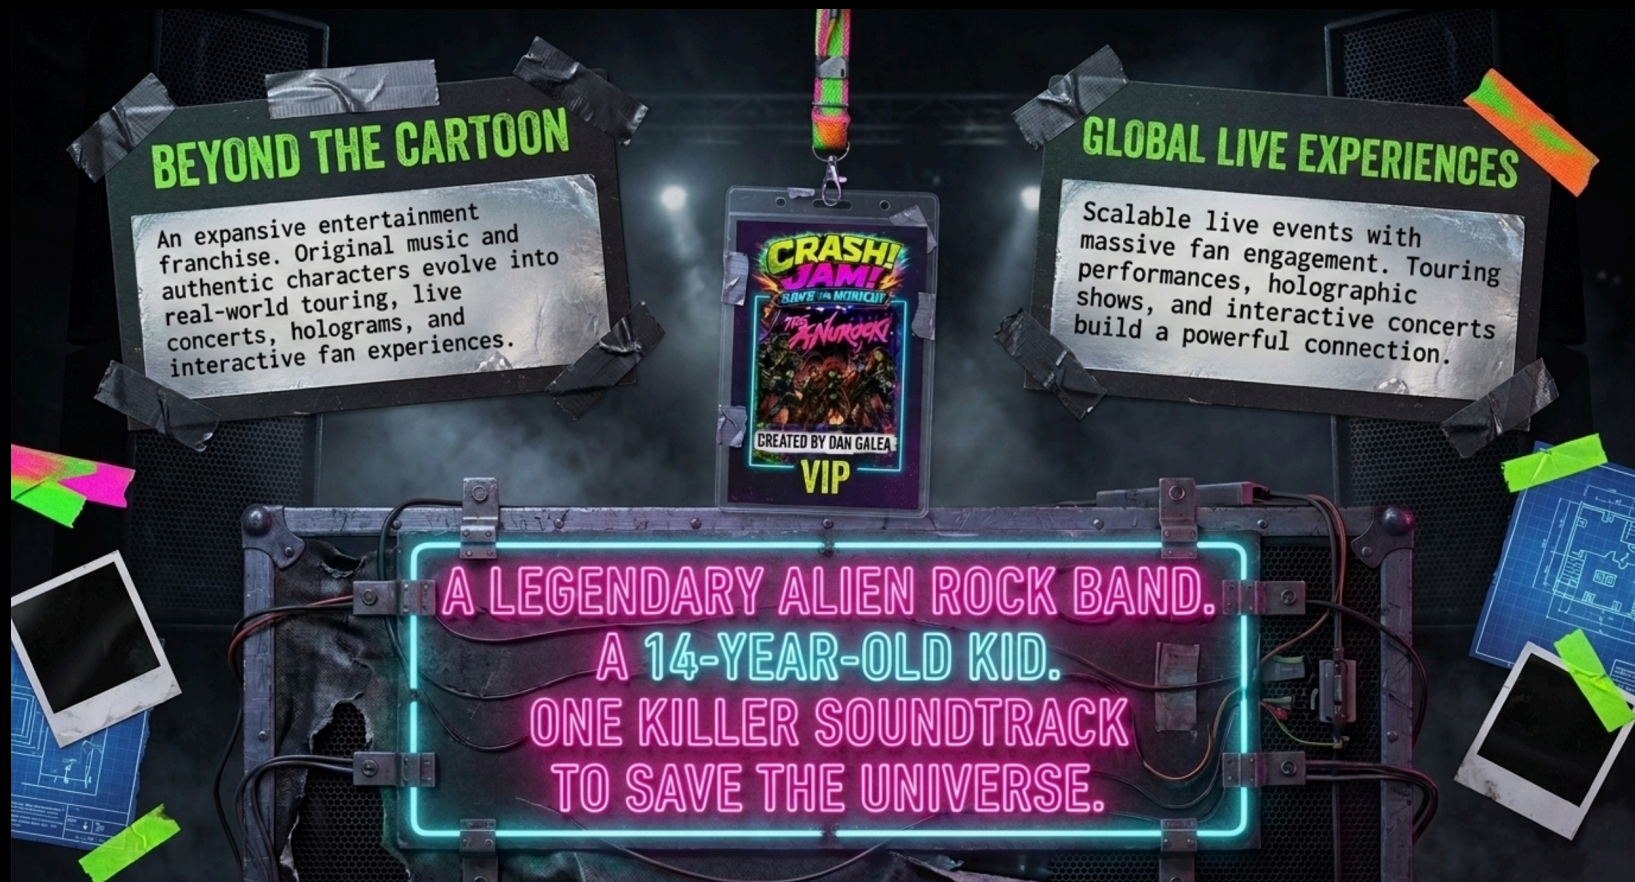 BEYOND THE CARTOON
An expansive entertainment
franchise. Original music and
authentic characters evolve into
real-world touring, live
concerts, holograms, and
interactive fan experiences.
CRASH!
JAM!
THE
ANUROCK!
CREATED BY DAN GALEA
VIP
GLOBAL LIVE EXPERIENCES
Scalable live events with
massive fan engagement. Touring
performances, holographic
shows, and interactive concerts
build a powerful connection.
A LEGENDARY ALIEN ROCK BAND.
A 14-YEAR-OLD KID.
ONE KILLER SOUNDTRACK
TO SAVE THE UNIVERSE.